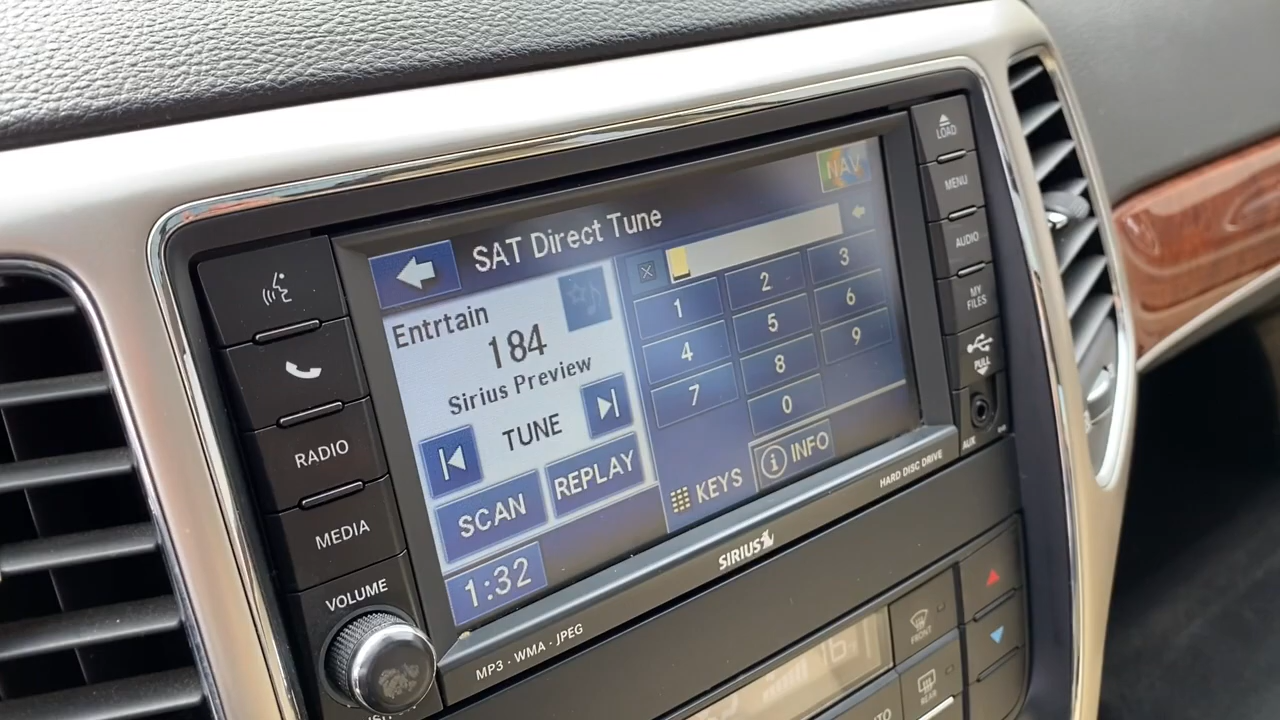 NAV
SAT Direct Tune
Entrtain
184
Sirius Preview
TUNE
SCAN
REPLAY
1:32
1
2
3
4
5
6
7
8
9
0
KEYS
INFO
RADIO
MEDIA
VOLUME
LOAD
MENU
AUDIO
MY
FILES
PULL
AUX
HARD DISC DRIVE
SIRIUS
MP3 · WMA · JPEG
FRONT
REAR